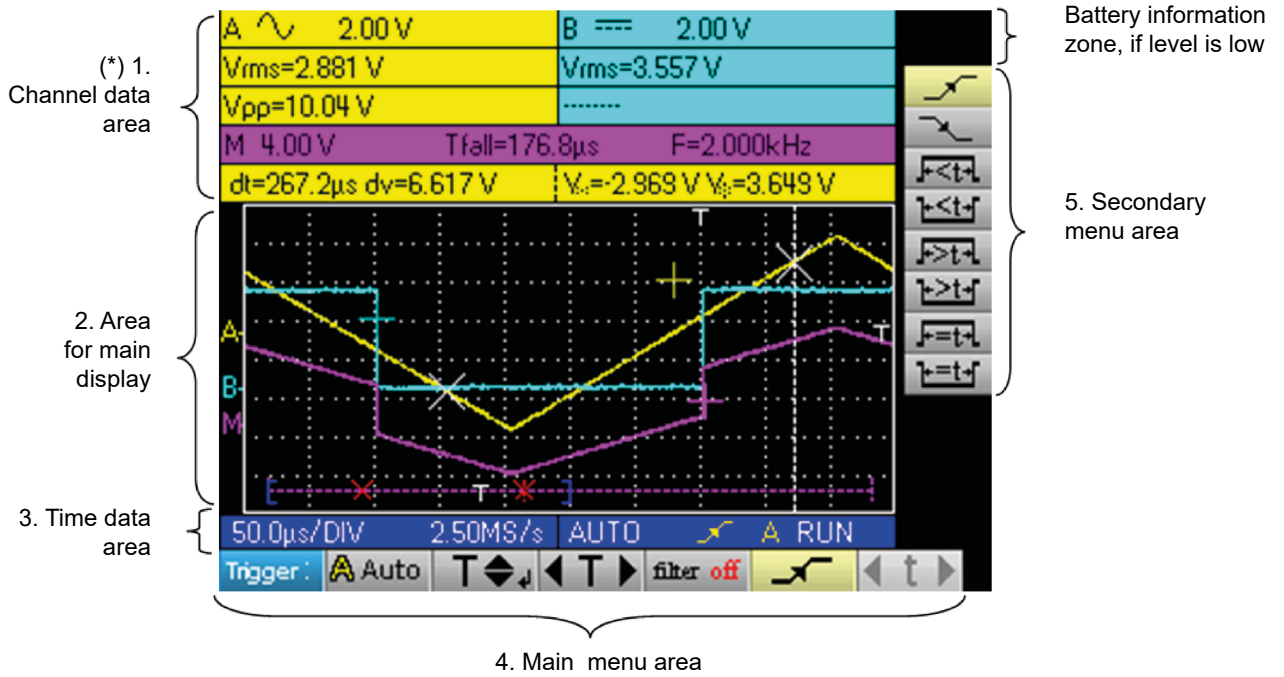 (*) 1.
Channel data
area
A 2.00 V
B 2.00 V
Battery information
zone, if level is low
Vrms=2.881 V
Vrms=3.557 V
Vpp=10.04 V
--------
M 4.00 V Tfall=176.8µs F=2.000kHz
dt=267.2µs dv=6.617 V
=-2.969 V =3.649 V
<t
<t
>t
>t
=t
=t
5. Secondary
menu area
2. Area
for main
display
T
A
T
B
M
T
3. Time data
area
50.0µs/DIV 2.50MS/s AUTO A RUN
Trigger: A Auto T T filter off t
4. Main menu area